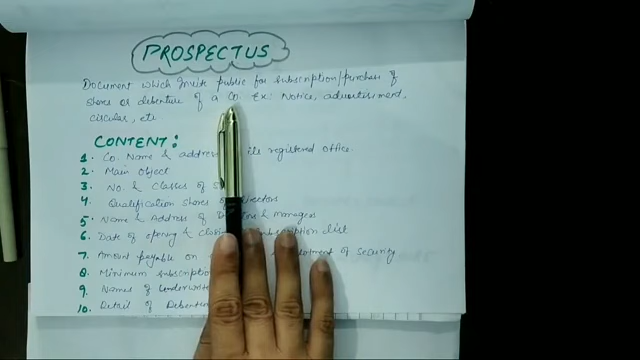 PROSPECTUS
Document which Invite public for subscription/purchase of
shares or debenture of a Co. Ex: Notice, advertisement,
circular, etc
CONTENT:
1. Co. Name & address its registered office.
2. Main Object
3. No. & Classes of
4. Qualification shares of Directors
5. Name & Address of & managers
6. Date of opening & subscription list
7. Amount payable on of security
8. Minimum subscription
9. Names of
10. Detail of